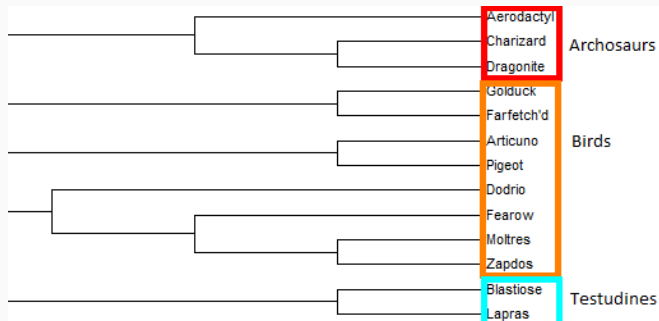 Aerodactyl
Charizard
Archosaurs
Dragonite
Golduck
Farfetch'd
Articuno
Birds
Pigeot
Dodrio
Fearow
Moltres
Zapdos
Blastiose
Testudines
Lapras